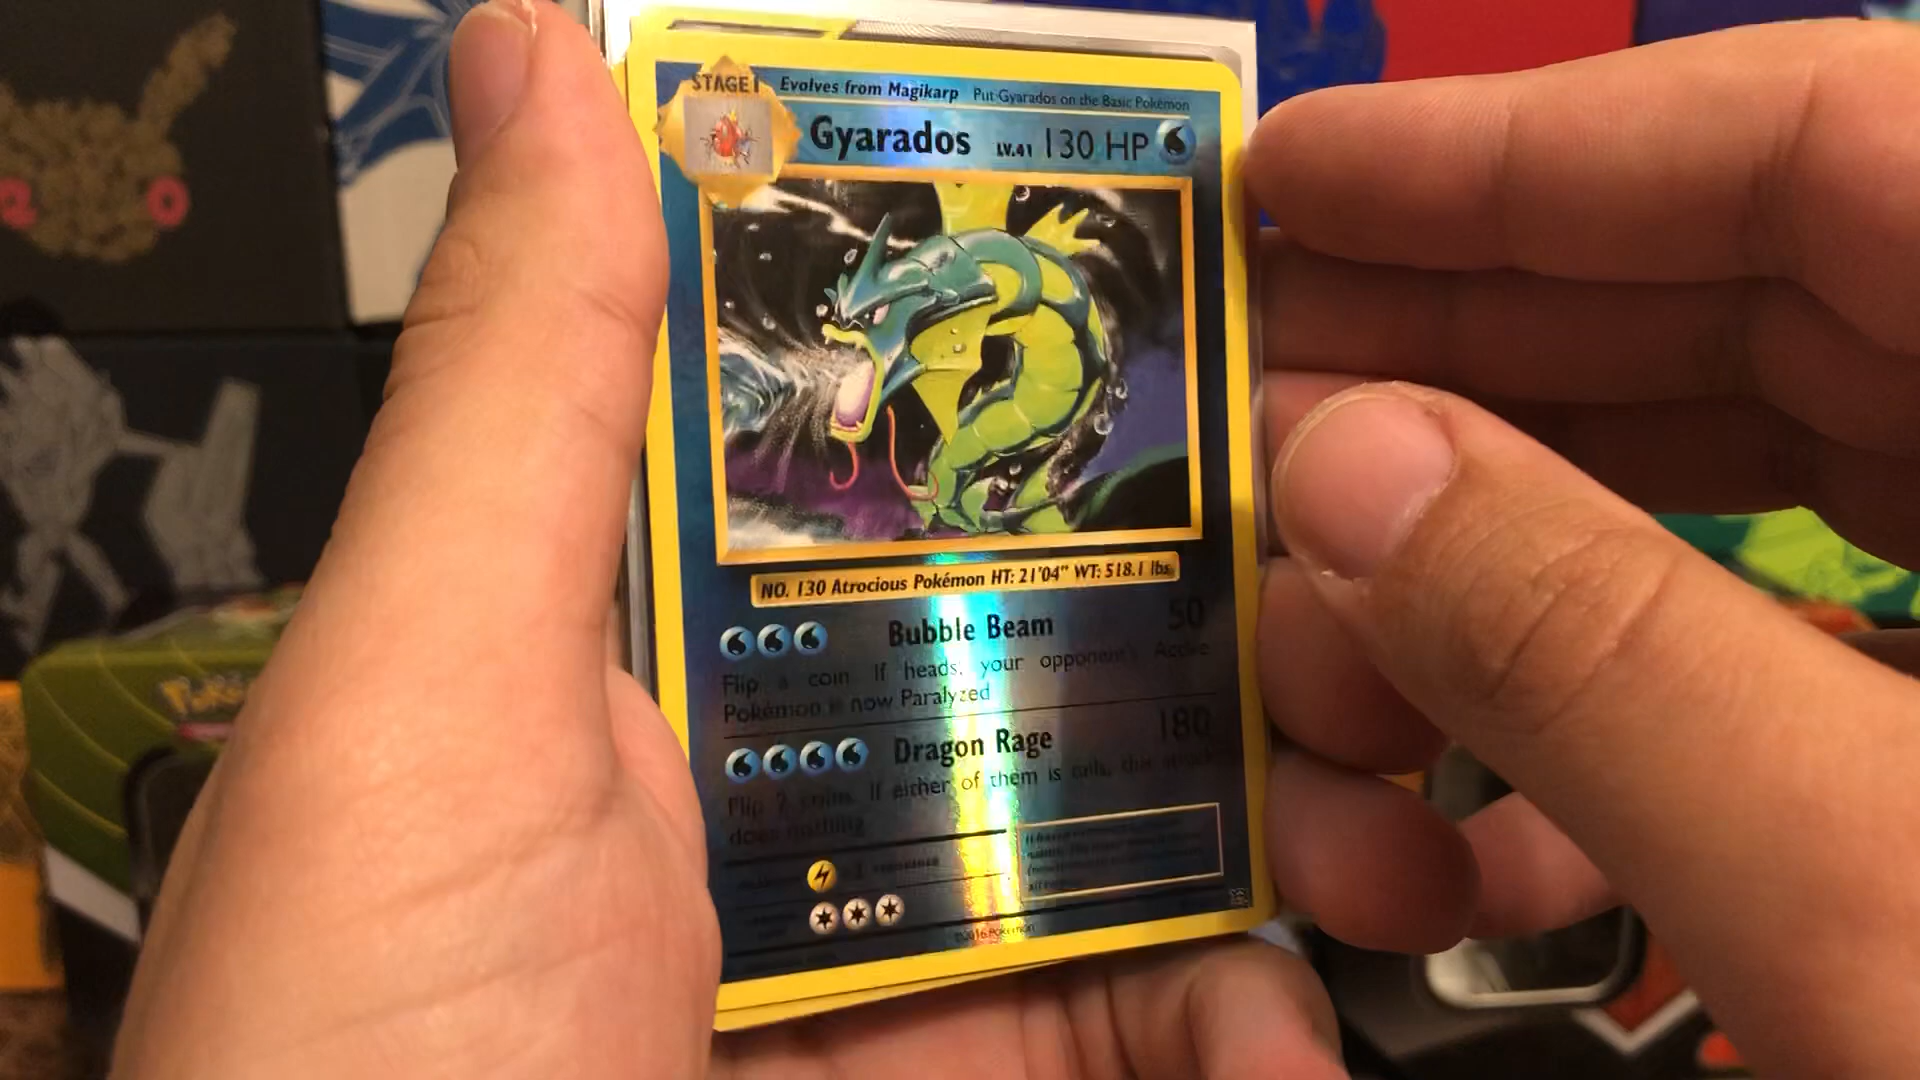 STAGE 1 Evolves from Magikarp Put Gyarados on the Basic Pokémon
Gyarados LV.41 130 HP
NO. 130 Atrocious Pokémon HT: 21'04" WT: 518.1 lbs
Bubble Beam 50
Flip a coin If heads, your opponent's Active
Pokémon is now Paralyzed
Dragon Rage 180
Flip 2 coins. If either of them is tails, this attack
does nothing
©2016 Pokémon